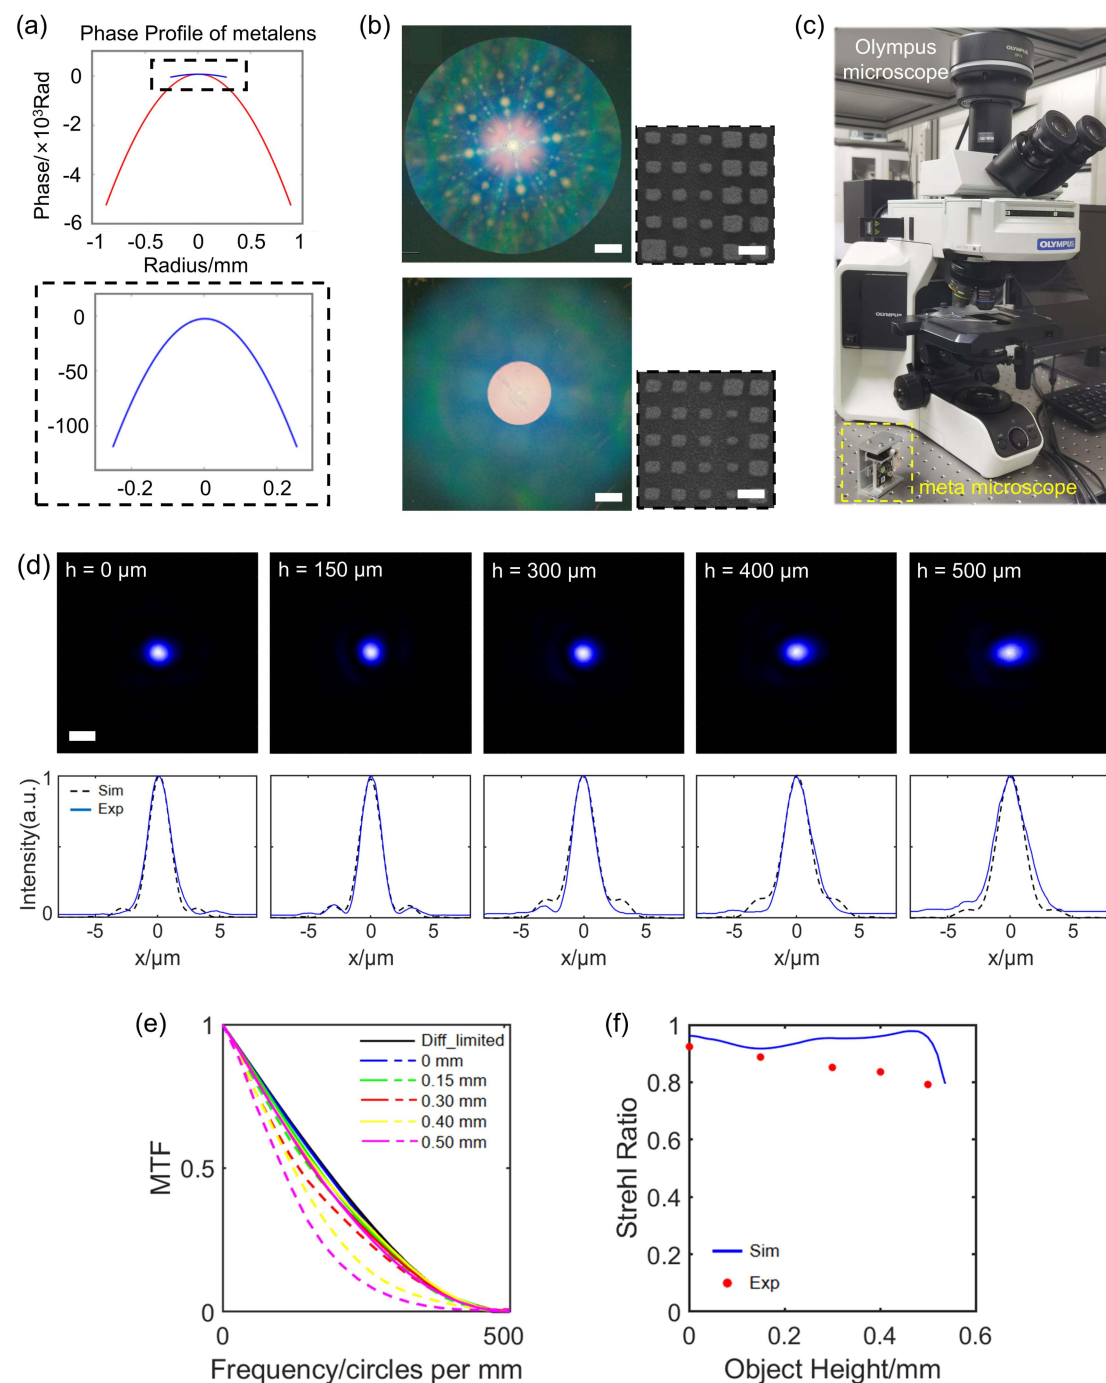 (a)
Phase Profile of metalens
Phase/×10³Rad
0
-2
-4
-6
-1
-0.5
0
0.5
1
Radius/mm
0
-50
-100
-0.2
0
0.2
(b)
(c)
Olympus
microscope
OLYMPUS
OLYMPUS
OLYMPUS
meta microscope
(d)
h = 0 µm
h = 150 µm
h = 300 µm
h = 400 µm
h = 500 µm
Intensity(a.u.)
1
0
Sim
Exp
-5 0 5
x/µm
-5 0 5
x/µm
-5 0 5
x/µm
-5 0 5
x/µm
-5 0 5
x/µm
(e)
MTF
1
0.5
0
Diff_limited
0 mm
0.15 mm
0.30 mm
0.40 mm
0.50 mm
0
500
Frequency/circles per mm
(f)
Strehl Ratio
1
0.8
0.6
0.4
0.2
0
Sim
Exp
0
0.2
0.4
0.6
Object Height/mm